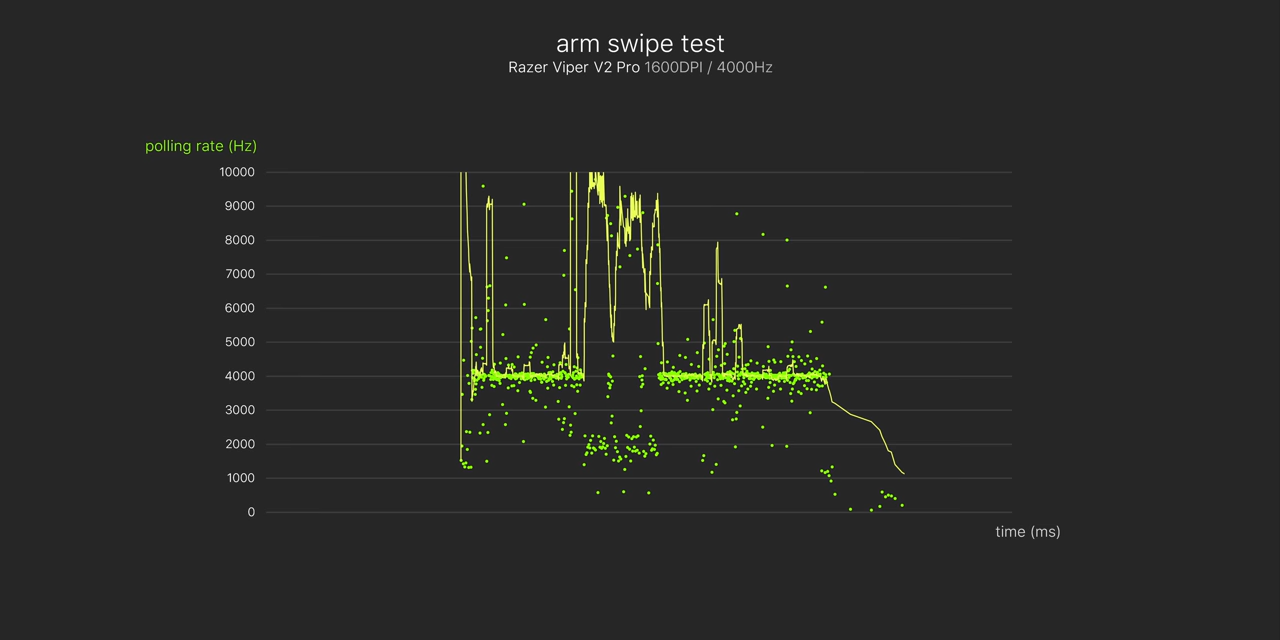 arm swipe test
Razer Viper V2 Pro 1600DPI / 4000Hz
polling rate (Hz)
10000
9000
8000
7000
6000
5000
4000
3000
2000
1000
0
time (ms)